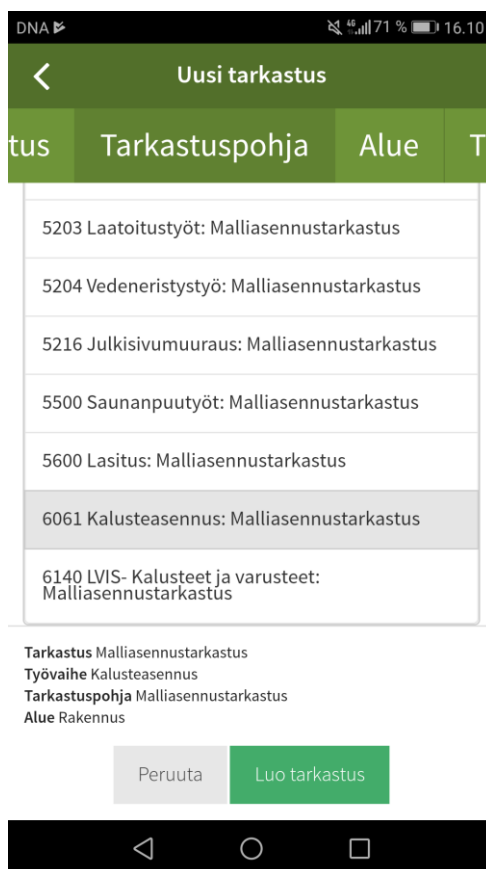 DNA 4G 71 % 16.10
Uusi tarkastus
tus Tarkastuspohja Alue T
5203 Laatoitustyöt: Malliasennustarkastus
5204 Vedeneristystyö: Malliasennustarkastus
5216 Julkisivumuuraus: Malliasennustarkastus
5500 Saunanpuutyöt: Malliasennustarkastus
5600 Lasitus: Malliasennustarkastus
6061 Kalusteasennus: Malliasennustarkastus
6140 LVIS- Kalusteet ja varusteet:
Malliasennustarkastus
Tarkastus Malliasennustarkastus
Työvaihe Kalusteasennus
Tarkastuspohja Malliasennustarkastus
Alue Rakennus
Peruuta Luo tarkastus